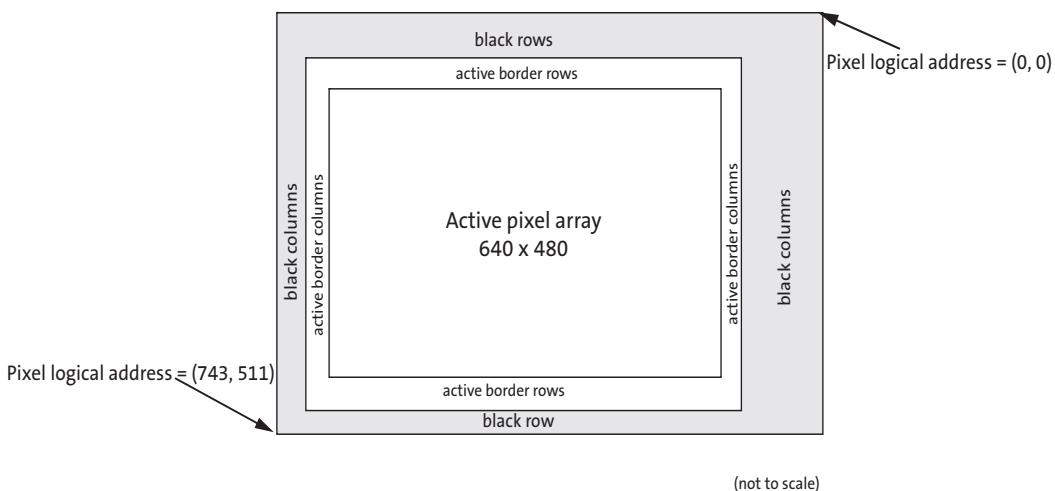 black rows
Pixel logical address = (0, 0)
active border rows
black columns
active border columns
Active pixel array
640 x 480
active border columns
black columns
Pixel logical address = (743, 511)
active border rows
black row
(not to scale)